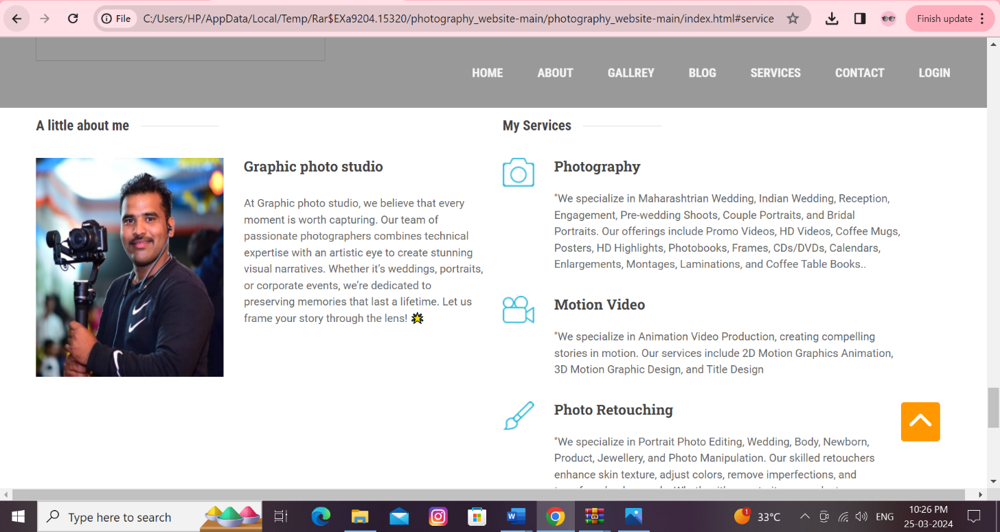 File C:/Users/HP/AppData/Local/Temp/Rar$EXa9204.15320/photography_website-main/photography_website-main/index.html#service
Finish update
HOME ABOUT GALLREY BLOG SERVICES CONTACT LOGIN
A little about me
Graphic photo studio
At Graphic photo studio, we believe that every
moment is worth capturing. Our team of
passionate photographers combines technical
expertise with an artistic eye to create stunning
visual narratives. Whether it’s weddings, portraits,
or corporate events, we’re dedicated to
preserving memories that last a lifetime. Let us
frame your story through the lens! 🌟
My Services
Photography
"We specialize in Maharashtrian Wedding, Indian Wedding, Reception,
Engagement, Pre-wedding Shoots, Couple Portraits, and Bridal
Portraits. Our offerings include Promo Videos, HD Videos, Coffee Mugs,
Posters, HD Highlights, Photobooks, Frames, CDs/DVDs, Calendars,
Enlargements, Montages, Laminations, and Coffee Table Books..
Motion Video
"We specialize in Animation Video Production, creating compelling
stories in motion. Our services include 2D Motion Graphics Animation,
3D Motion Graphic Design, and Title Design
Photo Retouching
"We specialize in Portrait Photo Editing, Wedding, Body, Newborn,
Product, Jewellery, and Photo Manipulation. Our skilled retouchers
enhance skin texture, adjust colors, remove imperfections, and
Type here to search
1
33°C
ENG
10:26 PM
25-03-2024